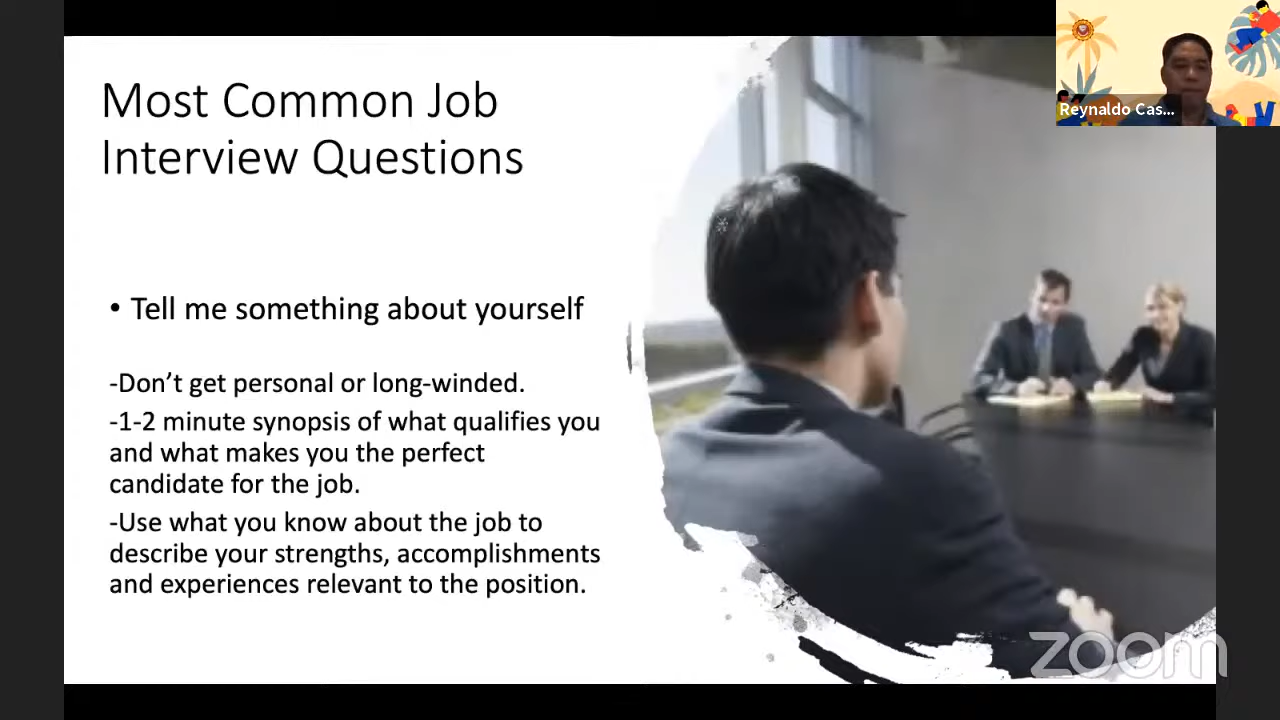 Most Common Job
Interview Questions
• Tell me something about yourself
-Don’t get personal or long-winded.
-1-2 minute synopsis of what qualifies you
and what makes you the perfect
candidate for the job.
-Use what you know about the job to
describe your strengths, accomplishments
and experiences relevant to the position.
Reynaldo Cas...
zoom